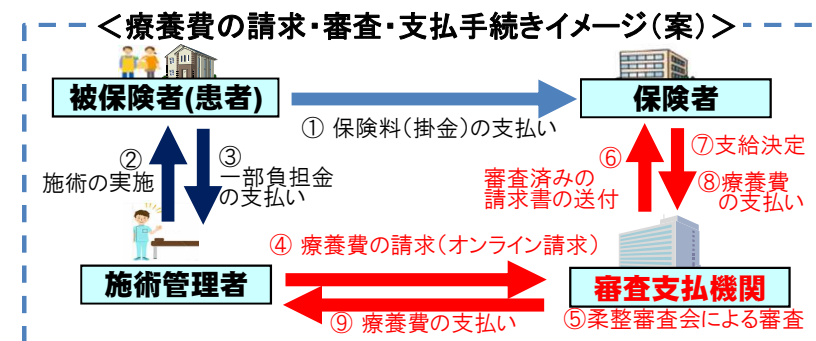 <療養費の請求・審査・支払手続きイメージ(案)>
被保険者(患者)
保険者
① 保険料(掛金)の支払い
②
施術の実施
③
一部負担金
の支払い
⑥
審査済みの
請求書の送付
⑦支給決定
⑧療養費
の支払い
④ 療養費の請求(オンライン請求)
施術管理者
審査支払機関
⑨ 療養費の支払い
⑤柔整審査会による審査